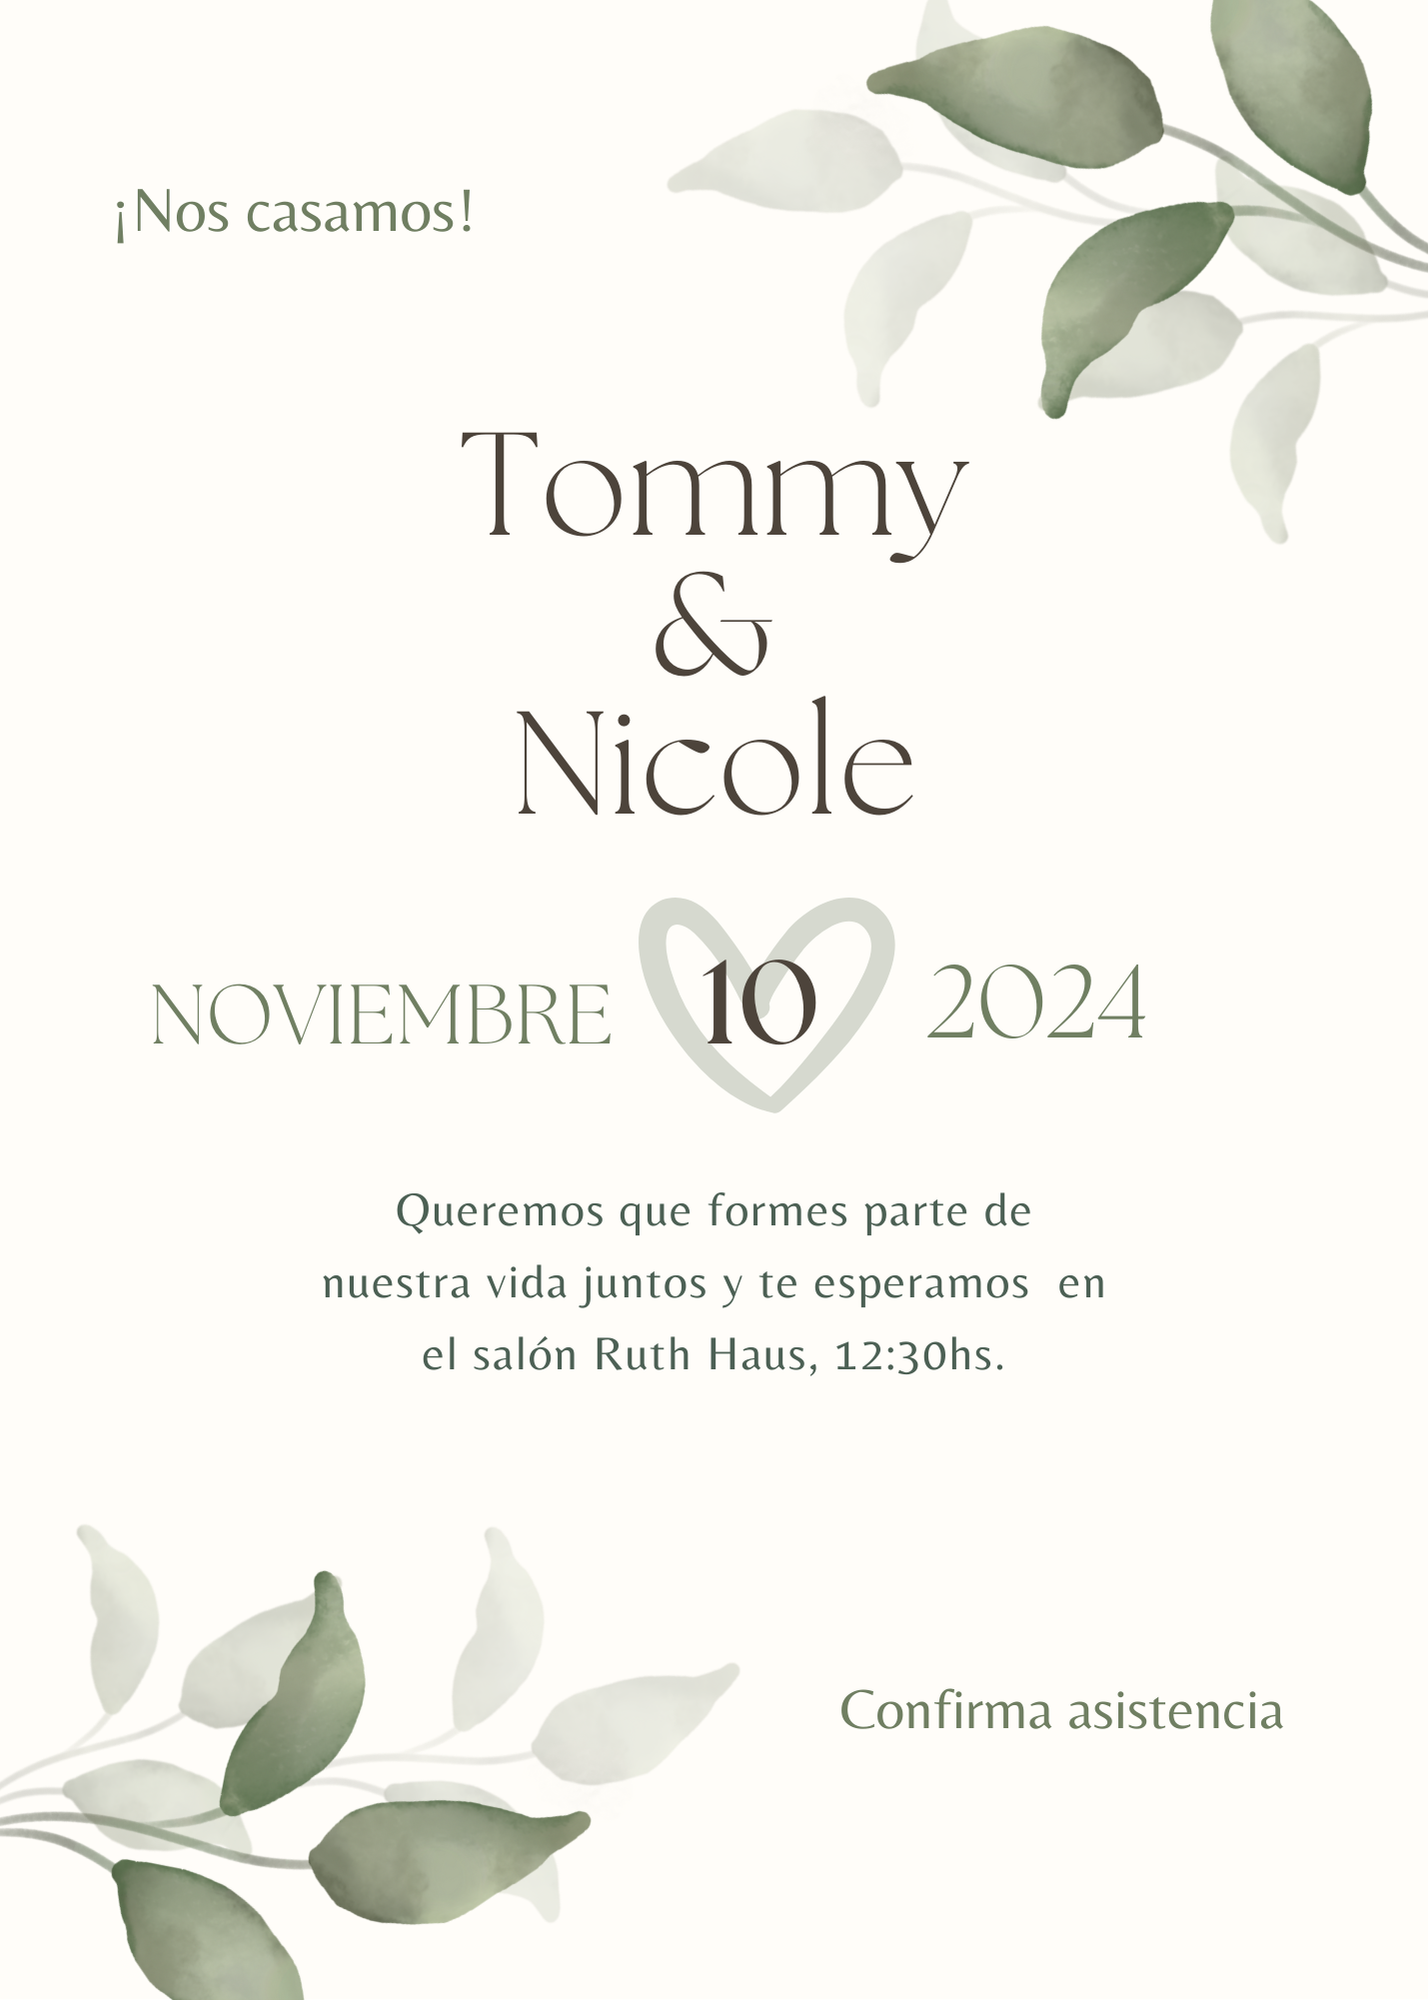 ¡Nos casamos!
Tommy
&
Nicole
NOVIEMBRE 10 2024
Queremos que formes parte de
nuestra vida juntos y te esperamos  en
el salón Ruth Haus, 12:30hs.
Confirma asistencia